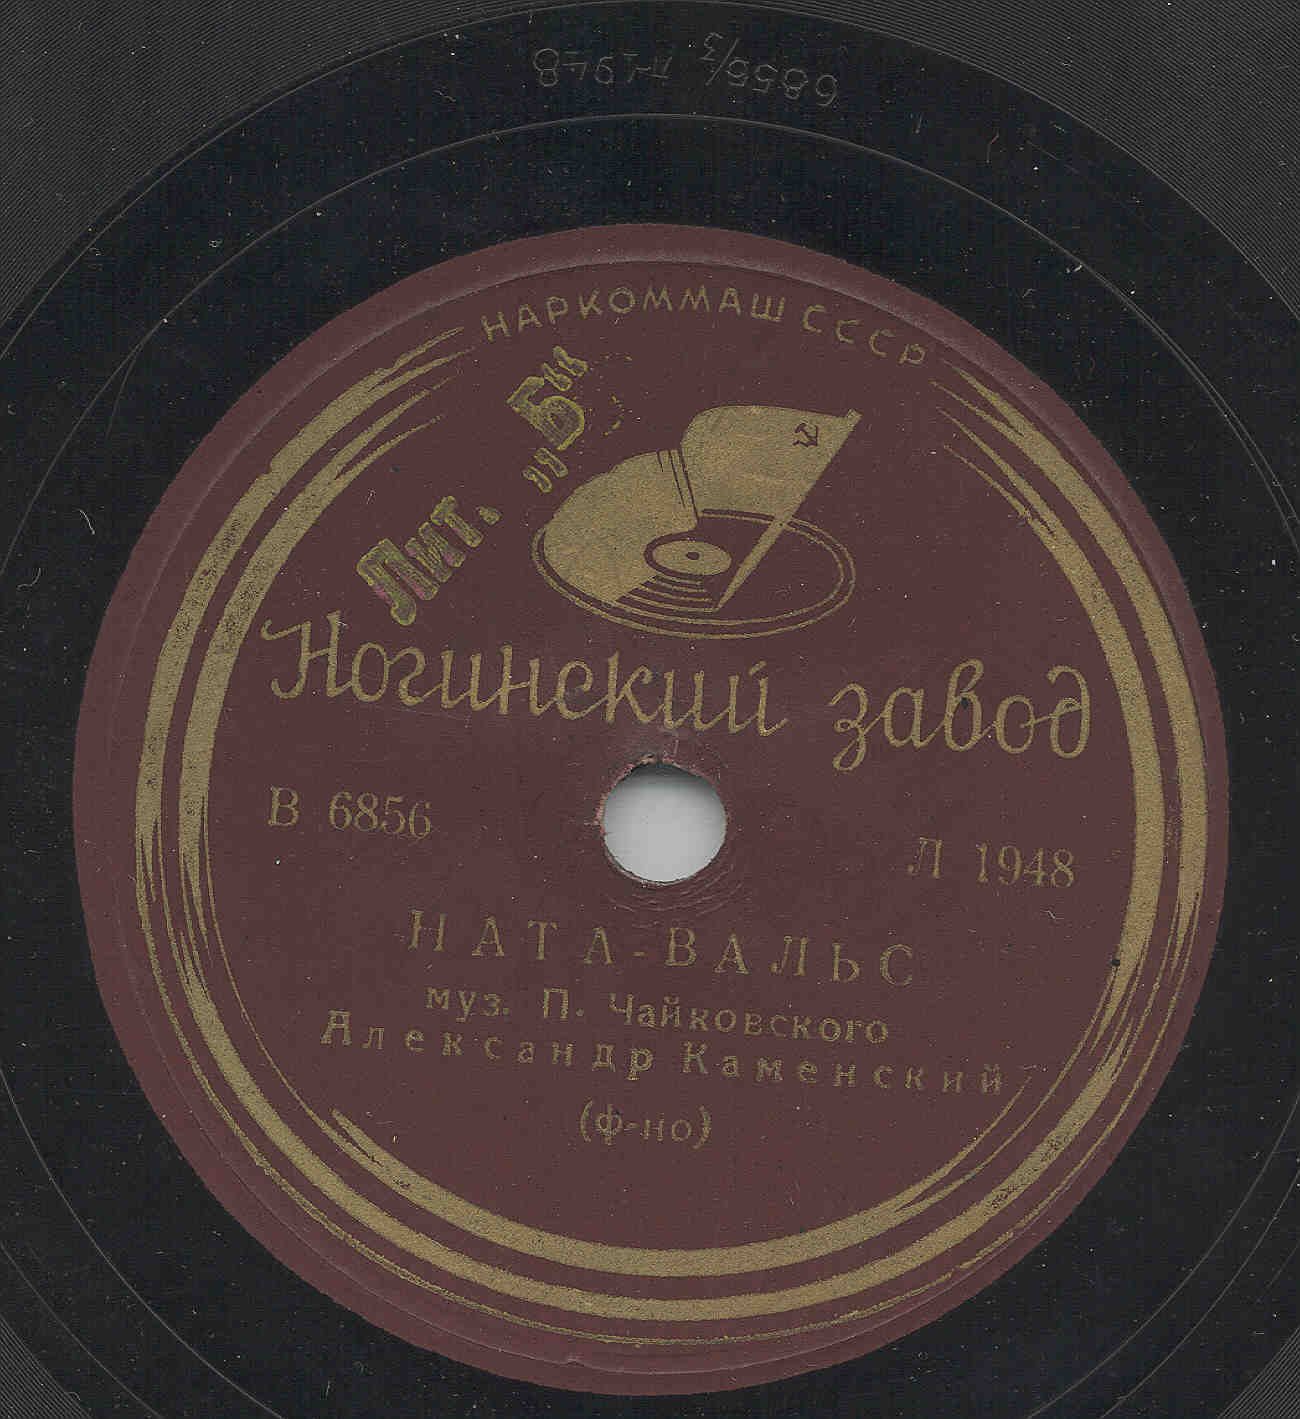 6855/3 Л-1948
НАРКОММАШ СССР
Лит. „Б“
Ногинский завод
В 6856
Л 1948
НАТА-ВАЛЬС
муз. П. Чайковского
Александр Каменский
(ф-но)